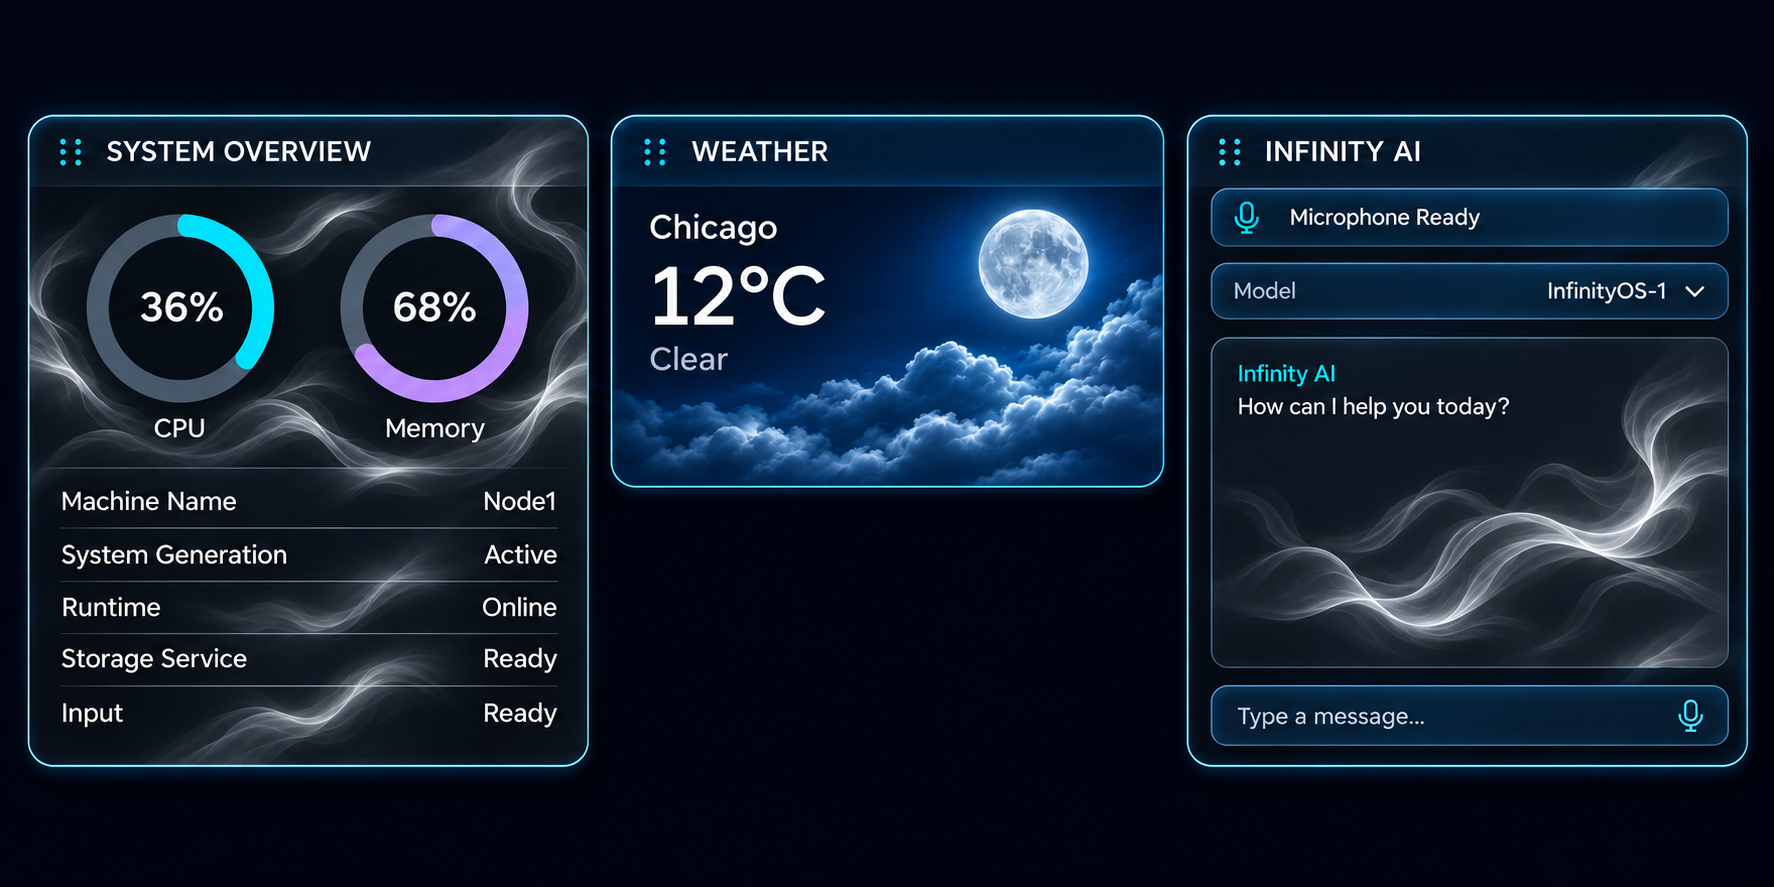 SYSTEM OVERVIEW
36%
68%
CPU
Memory
Machine Name Node1
System Generation Active
Runtime Online
Storage Service Ready
Input Ready
WEATHER
Chicago
12°C
Clear
INFINITY AI
Microphone Ready
Model InfinityOS-1
Infinity AI
How can I help you today?
Type a message...